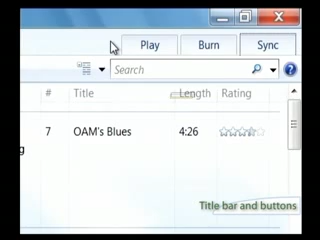 Play Burn Sync
Search
# Title Length Rating
7 OAM's Blues 4:26
g
Title bar and buttons